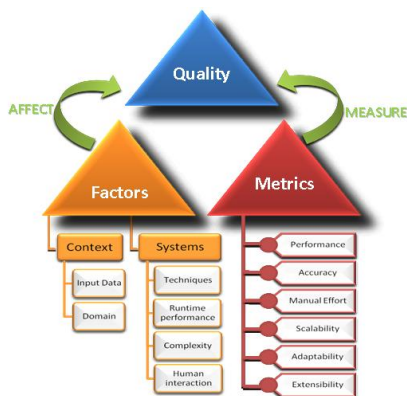 Quality
AFFECT
MEASURE
Factors
Metrics
Context
Systems
Input Data
Domain
Techniques
Runtime
performance
Complexity
Human
interaction
Performance
Accuracy
Manual Effort
Scalability
Adaptability
Extensibility